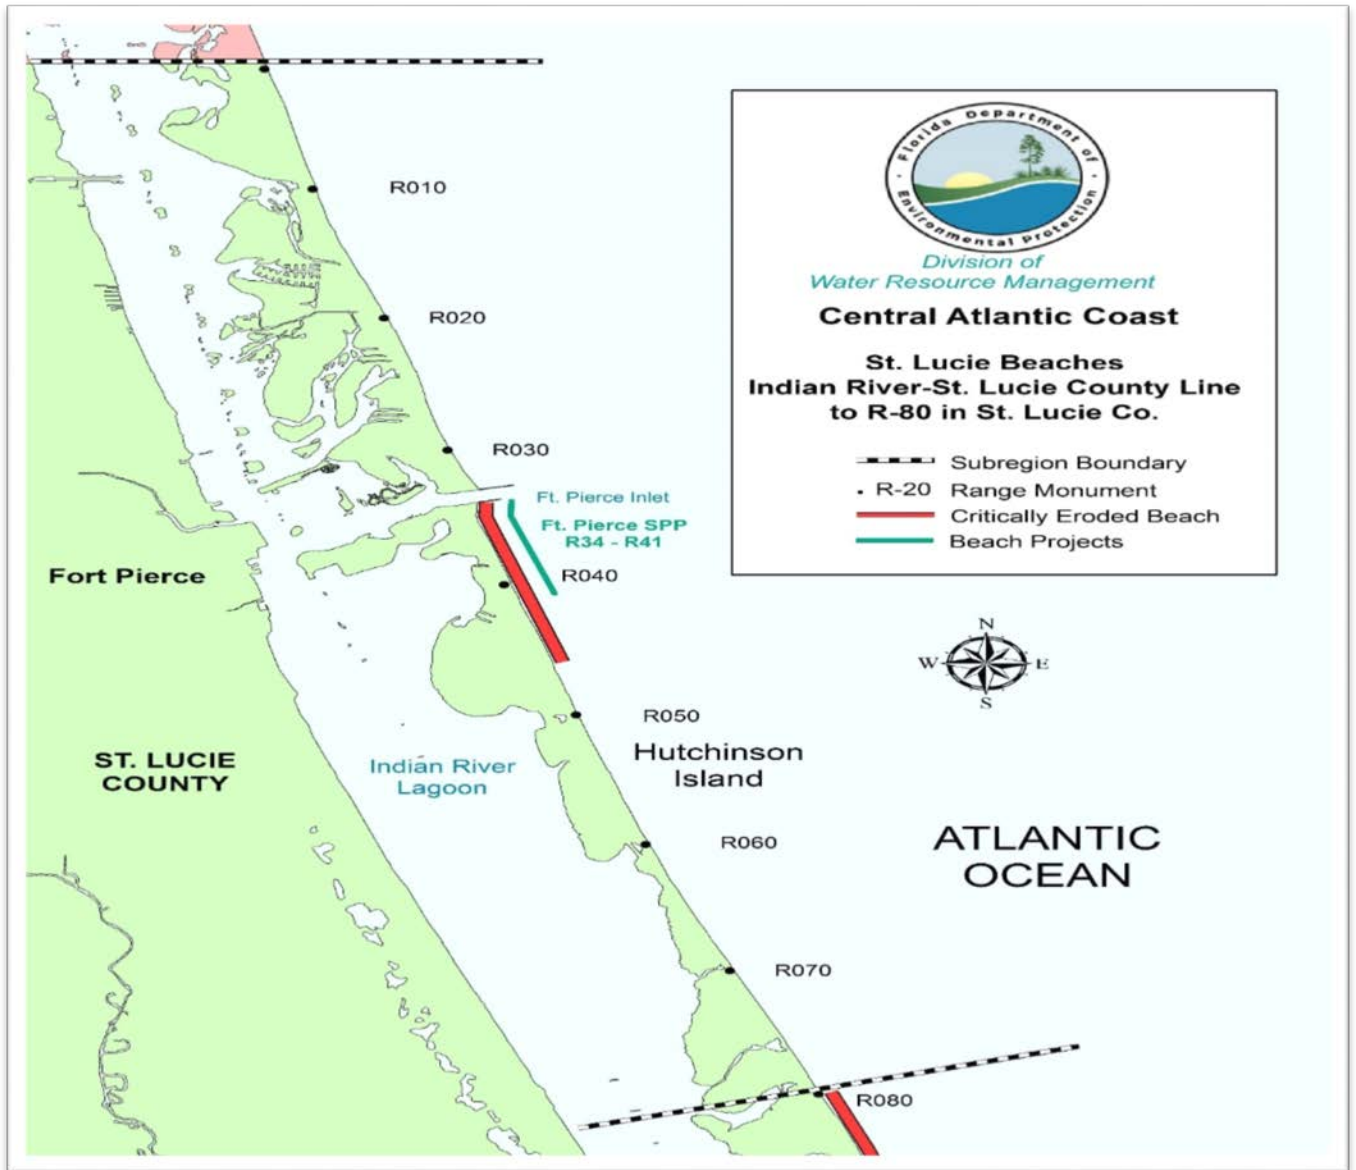 Florida Department of
Environmental Protection
Division of
Water Resource Management
Central Atlantic Coast
St. Lucie Beaches
Indian River-St. Lucie County Line
to R-80 in St. Lucie Co.
Subregion Boundary
R-20 Range Monument
Critically Eroded Beach
Beach Projects
R010
R020
R030
Ft. Pierce Inlet
Ft. Pierce SPP
R34 - R41
R040
Fort Pierce
N
W
E
S
R050
Hutchinson
Island
ST. LUCIE
COUNTY
Indian River
Lagoon
ATLANTIC
OCEAN
R060
R070
R080